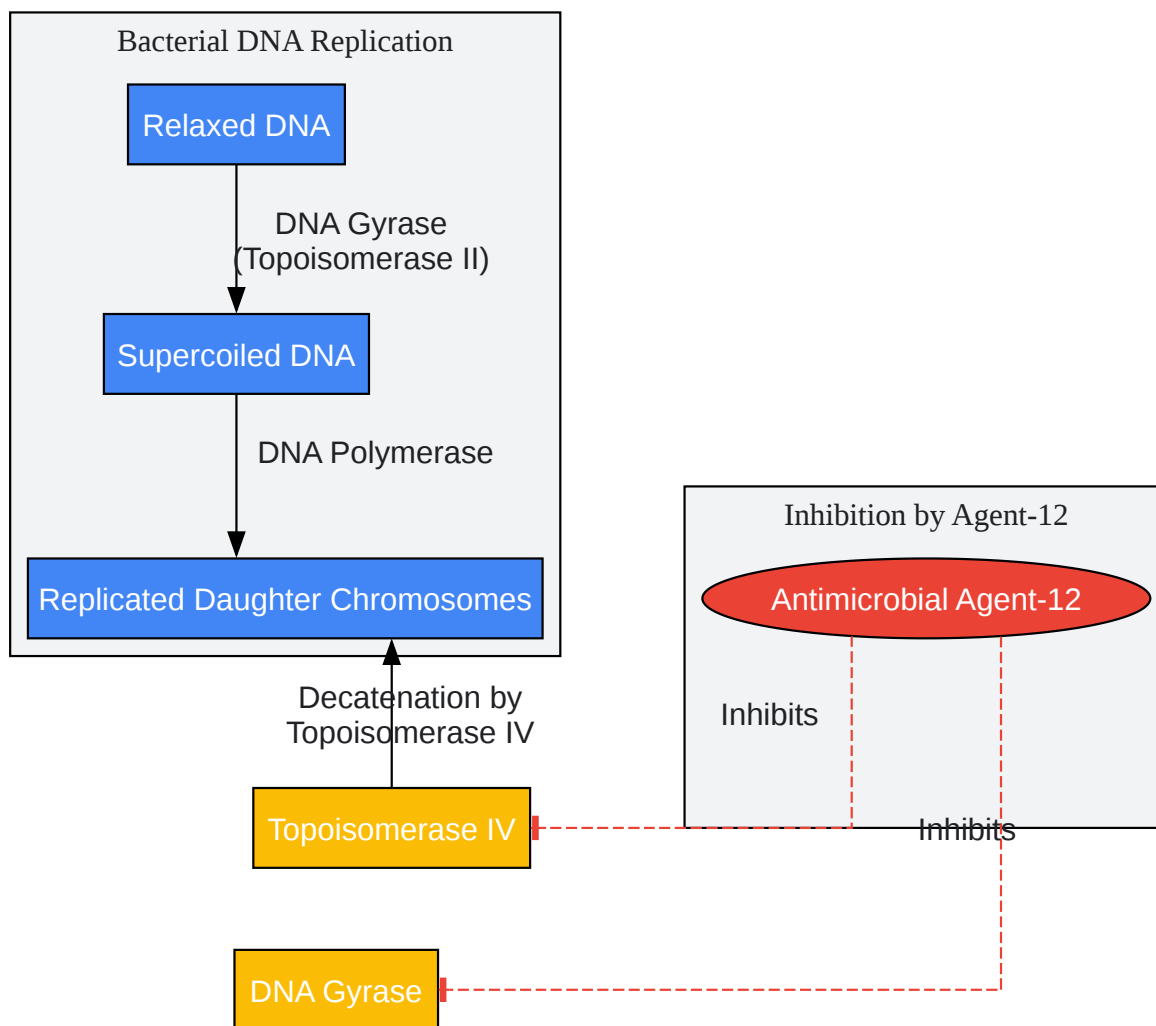 Bacterial DNA Replication
Relaxed DNA
DNA Gyrase
(Topoisomerase II)
Supercoiled DNA
DNA Polymerase
Replicated Daughter Chromosomes
Decatenation by
Topoisomerase IV
Topoisomerase IV
DNA Gyrase
Inhibition by Agent-12
Antimicrobial Agent-12
Inhibits
Inhibits